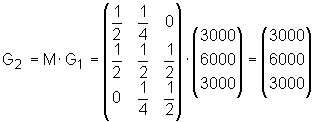 G₂ = M · G₁ = ( 1/2 1/4 0 ; 1/2 1/2 1/2 ; 0 1/4 1/2 ) · ( 3000 ; 6000 ; 3000 ) = ( 3000 ; 6000 ; 3000 )